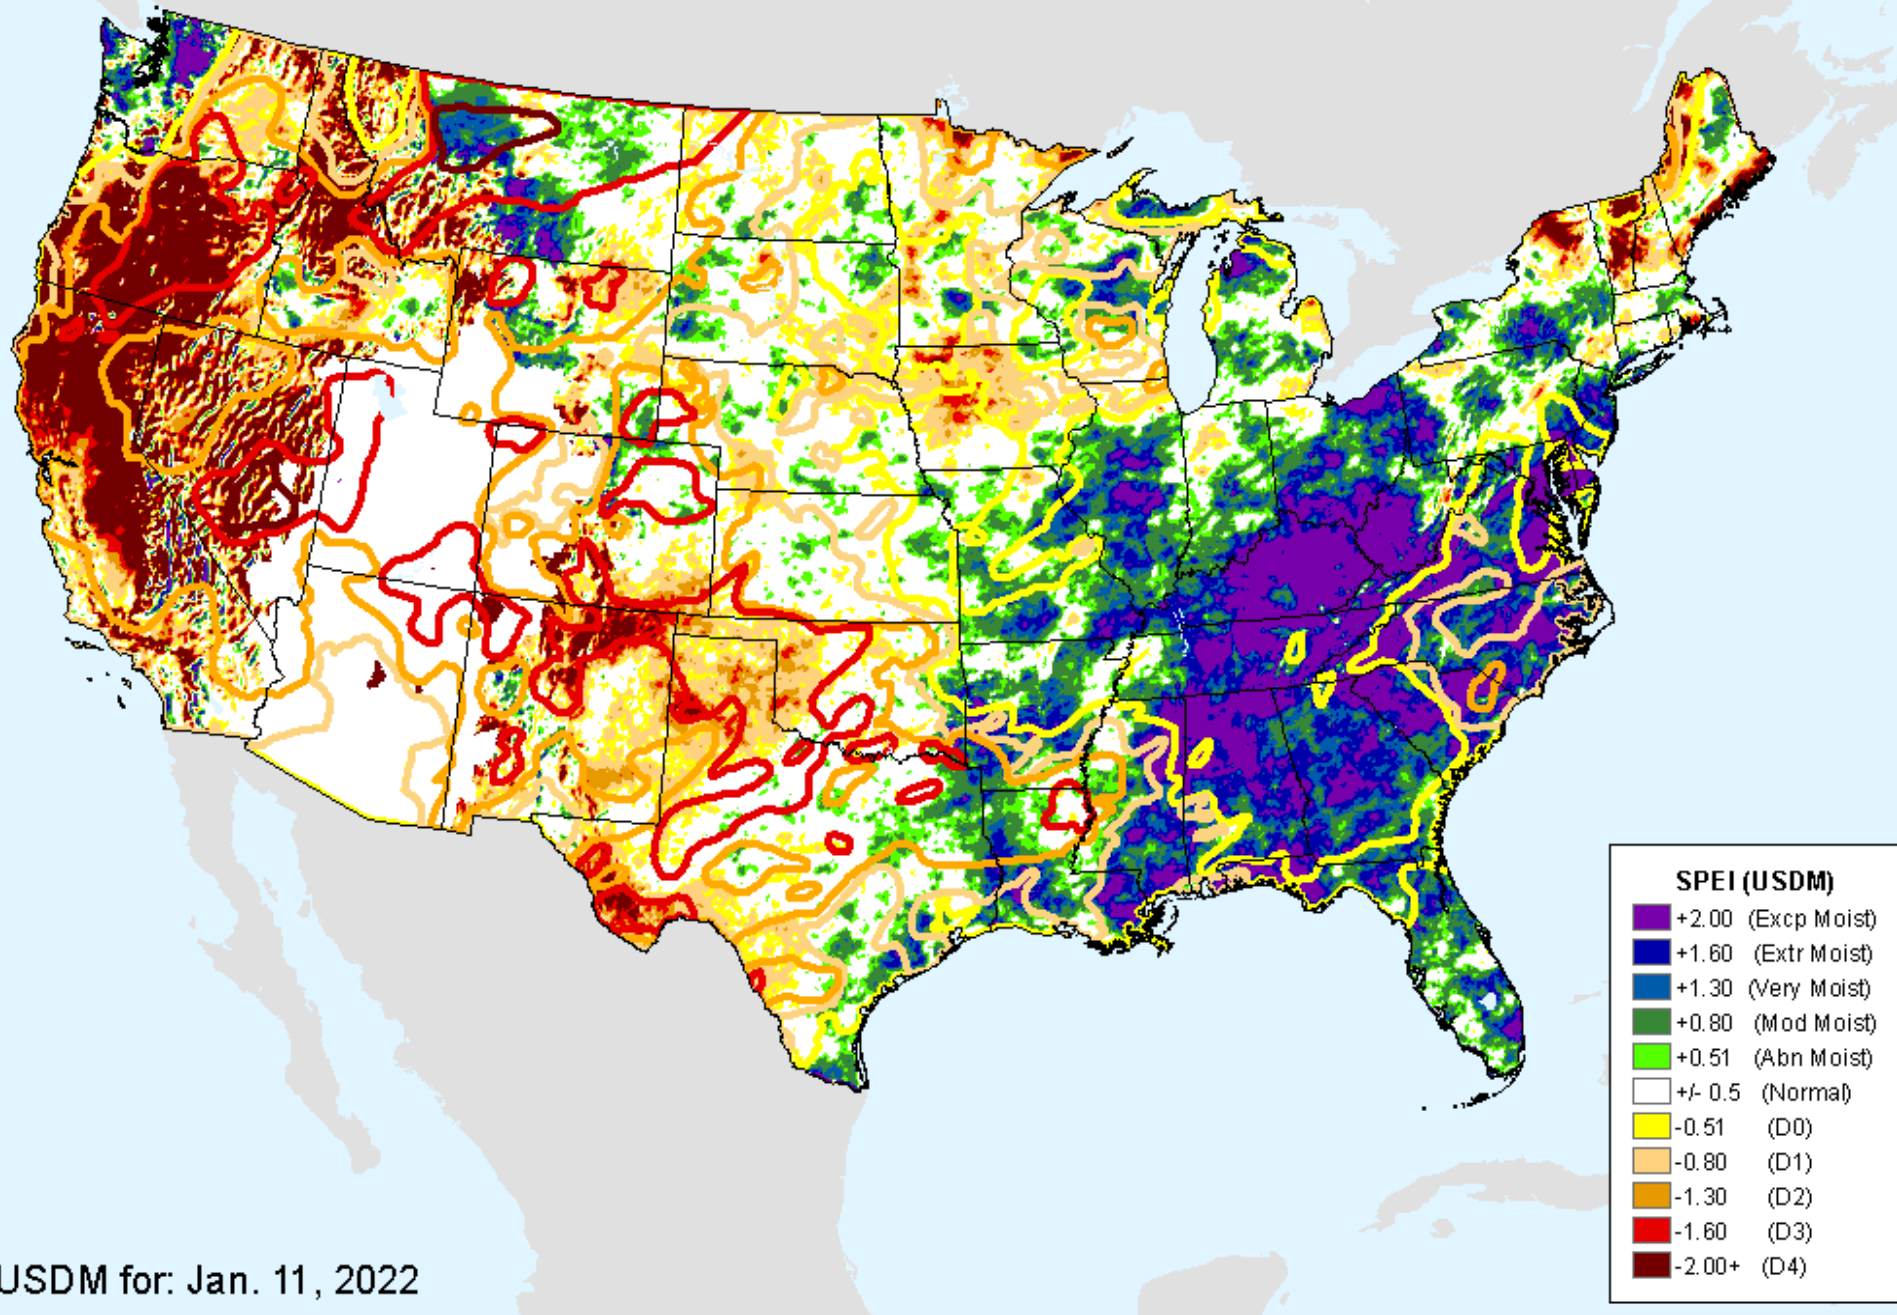 SPEI (USDM)
+2.00 (Excp Moist)
+1.60 (Extr Moist)
+1.30 (Very Moist)
+0.80 (Mod Moist)
+0.51 (Abn Moist)
+/- 0.5 (Normal)
-0.51 (D0)
-0.80 (D1)
-1.30 (D2)
-1.60 (D3)
-2.00+ (D4)
USDM for: Jan. 11, 2022